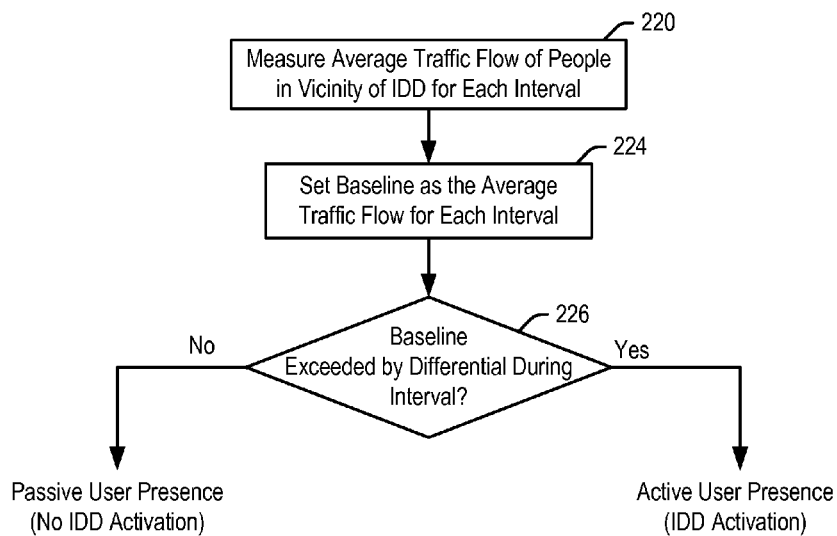 220
Measure Average Traffic Flow of People
in Vicinity of IDD for Each Interval
224
Set Baseline as the Average
Traffic Flow for Each Interval
226
Baseline
Exceeded by Differential During
Interval?
No
Yes
Passive User Presence
(No IDD Activation)
Active User Presence
(IDD Activation)